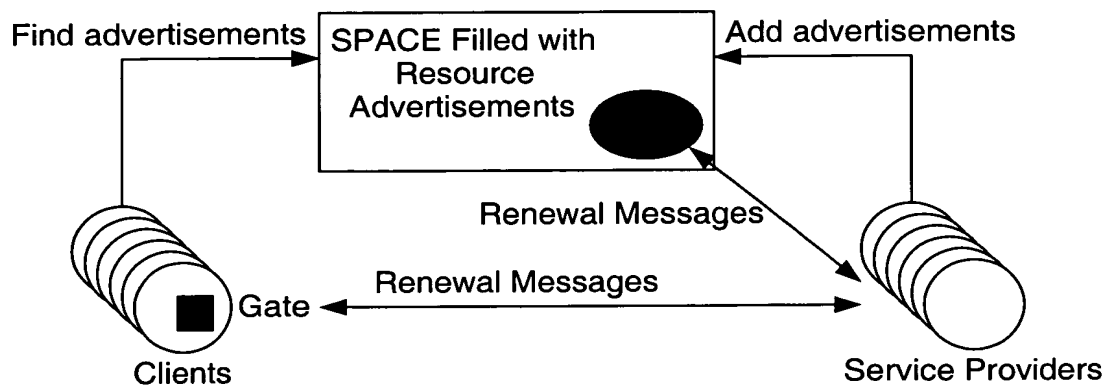 Find advertisements
SPACE Filled with
Resource
Advertisements
Add advertisements
Renewal Messages
Renewal Messages
Gate
Clients
Service Providers